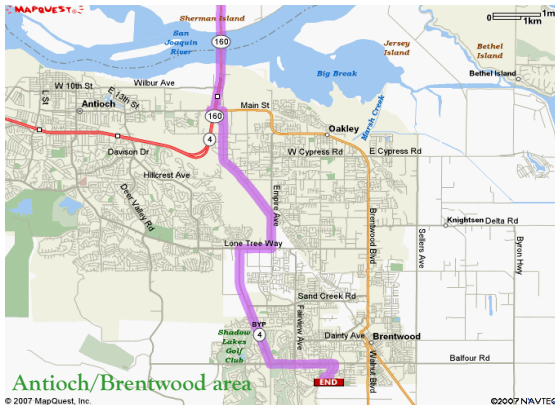 MAPQUEST
Sherman Island
1m
0
1km
160
San
Joaquin
River
Jersey
Island
Bethel
Island
Big Break
Bethel Island
Wilbur Ave
W 10th St
E 13th St
L St
Antioch
Main St
160
Marsh Creek
Oakley
4
Davison Dr
W Cypress Rd
E Cypress Rd
Hillcrest Ave
Deer Valley Rd
Empire Ave
Brentwood Blvd
Knightsen
Delta Rd
Sellers Ave
Byron Hwy
Lone Tree Way
Sand Creek Rd
Fairview Ave
BYP
4
Shadow
Lakes
Golf
Club
Dainty Ave
Brentwood
Walnut Blvd
Balfour Rd
END
Antioch/Brentwood area
© 2007 MapQuest, Inc.
©2007 NAVTEQ